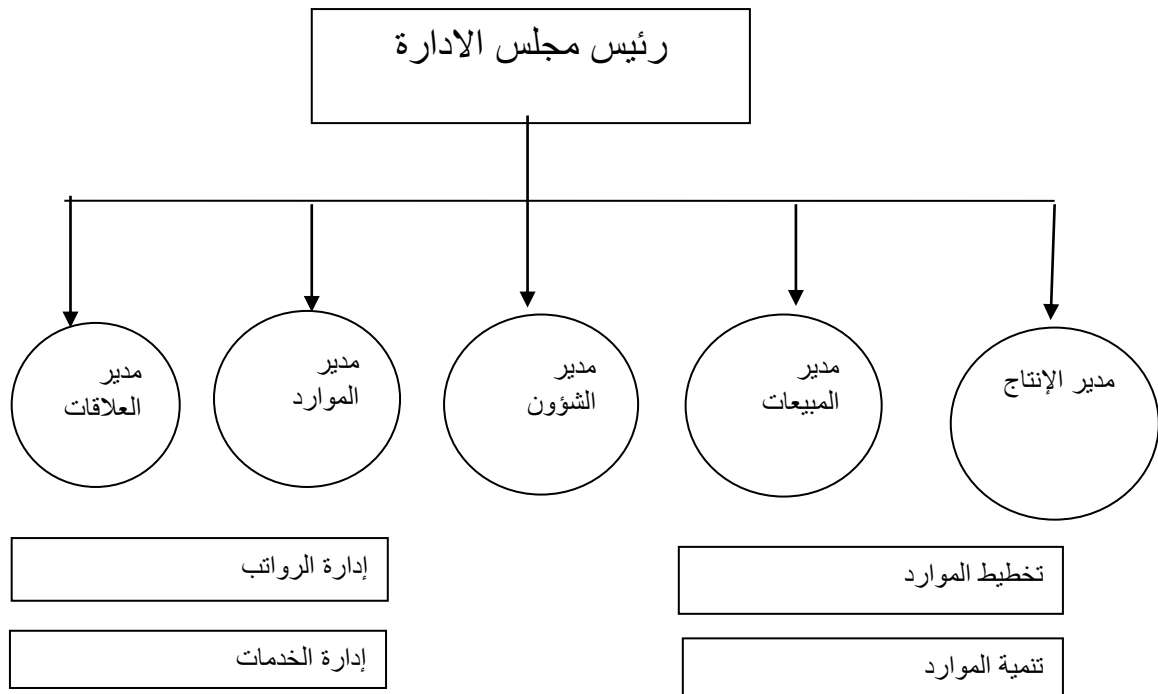 رئيس مجلس الادارة
مدير الإنتاج
مدير
المبيعات
مدير
الشؤون
مدير
الموارد
مدير
العلاقات
تخطيط الموارد
إدارة الرواتب
تنمية الموارد
إدارة الخدمات